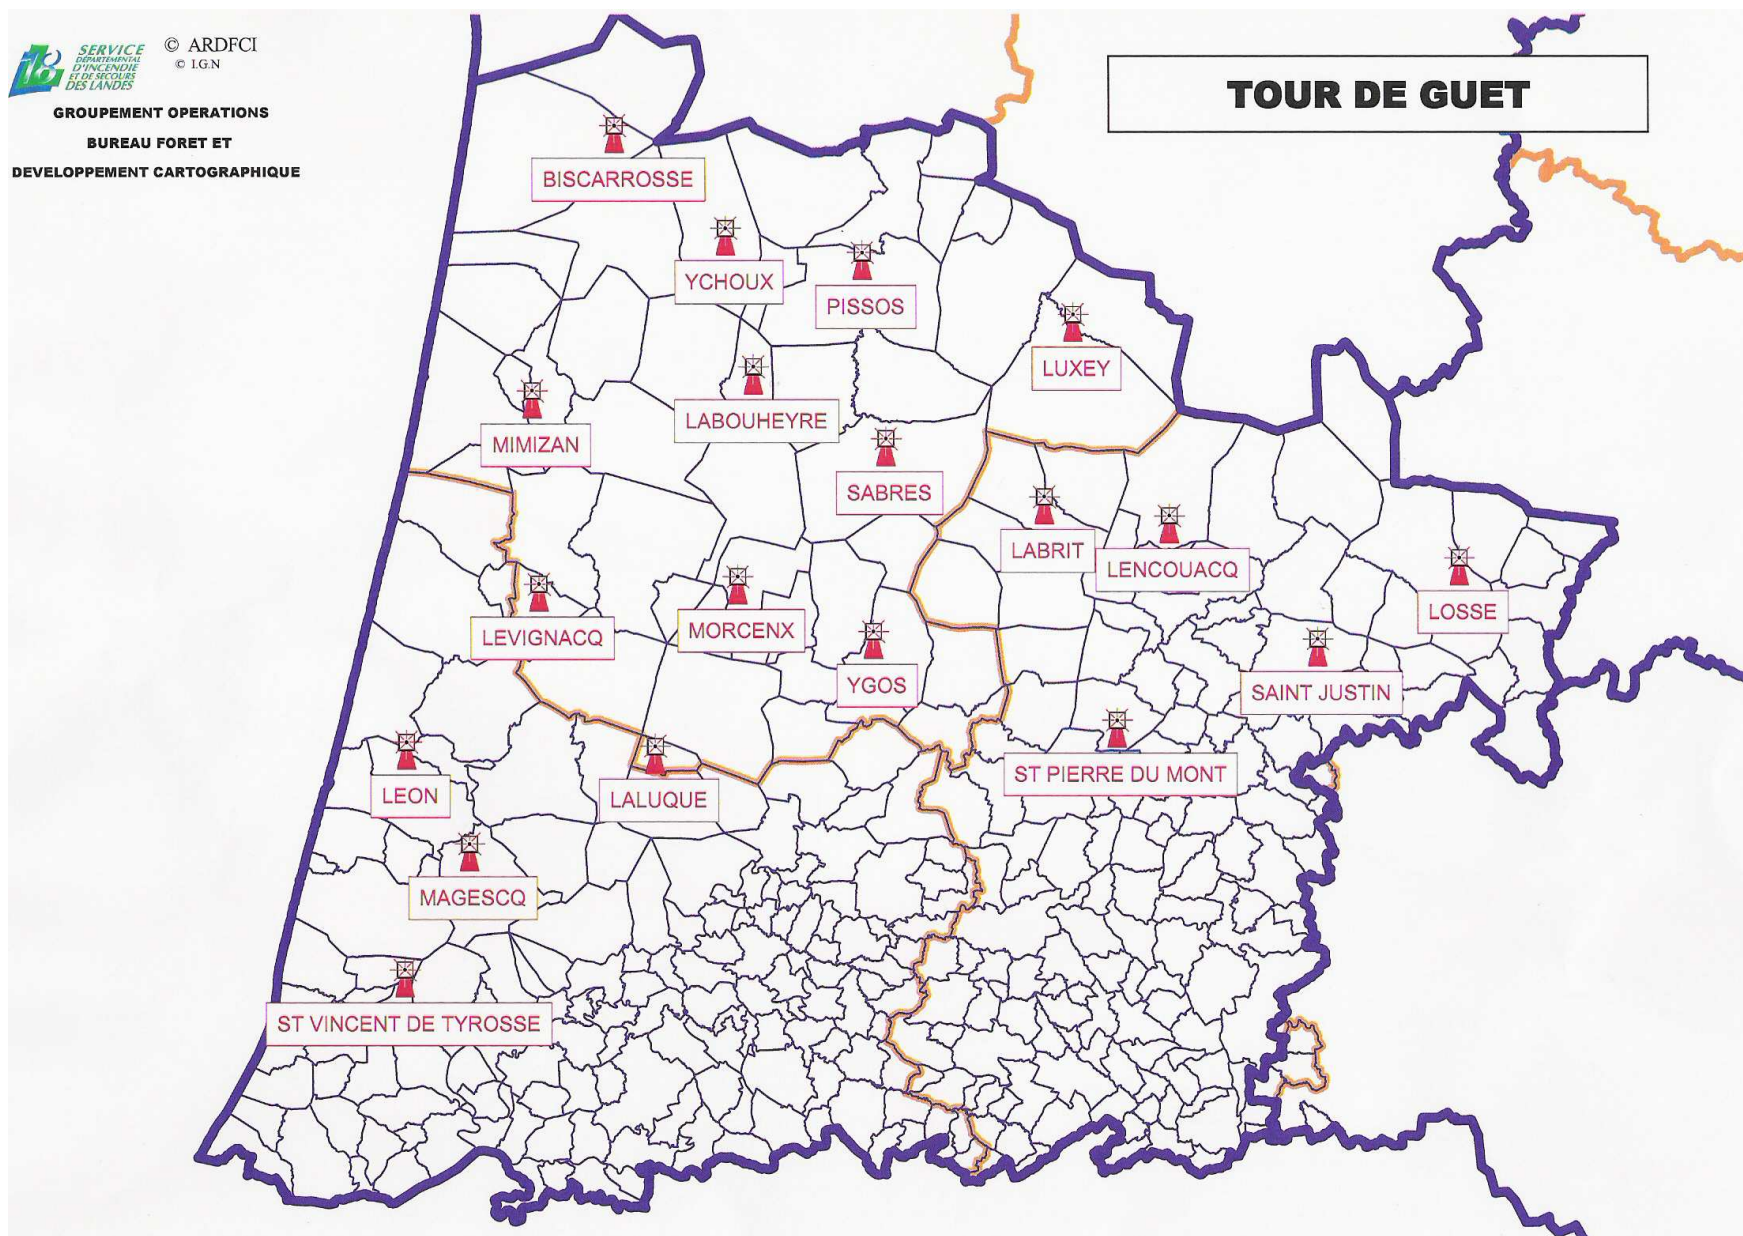 SERVICE
DÉPARTEMENTAL
D'INCENDIE
ET DE SECOURS
DES LANDES
© ARDFCI
© I.G.N
GROUPEMENT OPERATIONS
BUREAU FORET ET
DEVELOPPEMENT CARTOGRAPHIQUE
TOUR DE GUET
BISCARROSSE
YCHOUX
PISSOS
LUXEY
LABOUHEYRE
MIMIZAN
SABRES
LABRIT
LENCOUACQ
LOSSE
LEVIGNACQ
MORCENX
YGOS
SAINT JUSTIN
ST PIERRE DU MONT
LEON
LALUQUE
MAGESCQ
ST VINCENT DE TYROSSE